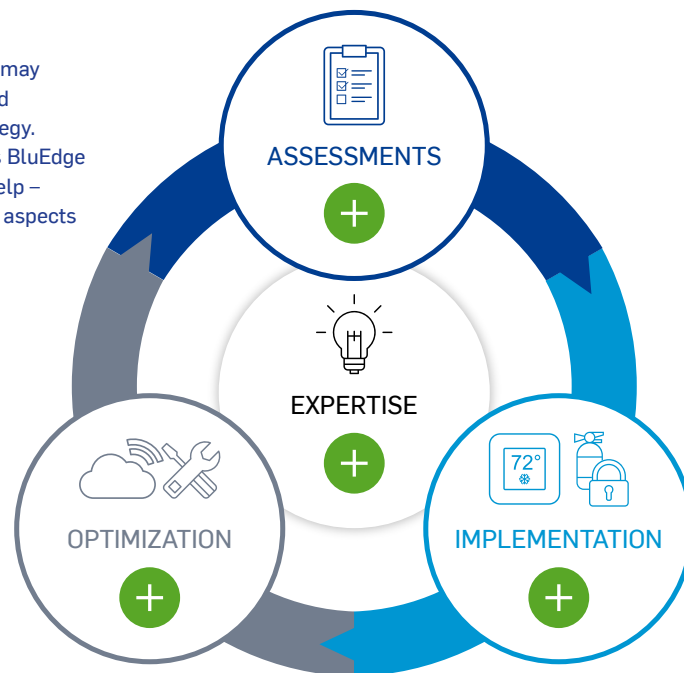 may
d
egy.
s BluEdge
elp –
aspects
ASSESSMENTS
EXPERTISE
72°
OPTIMIZATION
IMPLEMENTATION